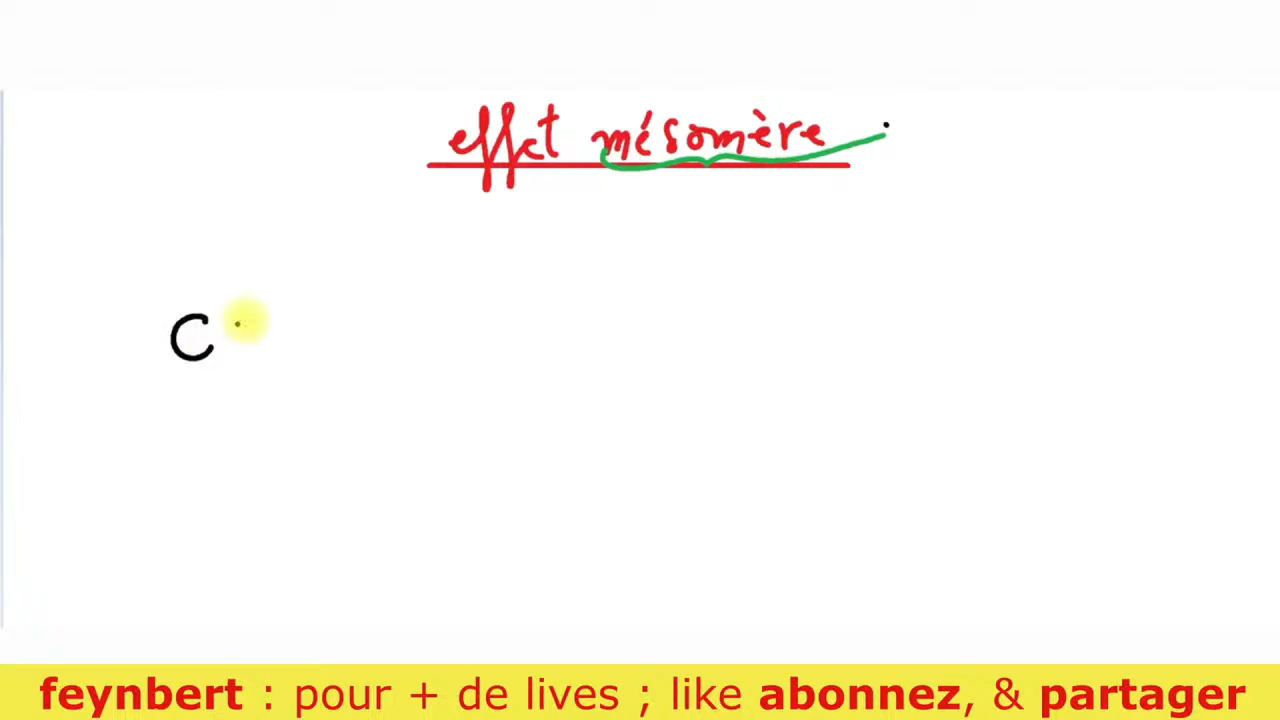 effet mésomère
C
feynbert : pour + de lives ; like abonnez, & partager